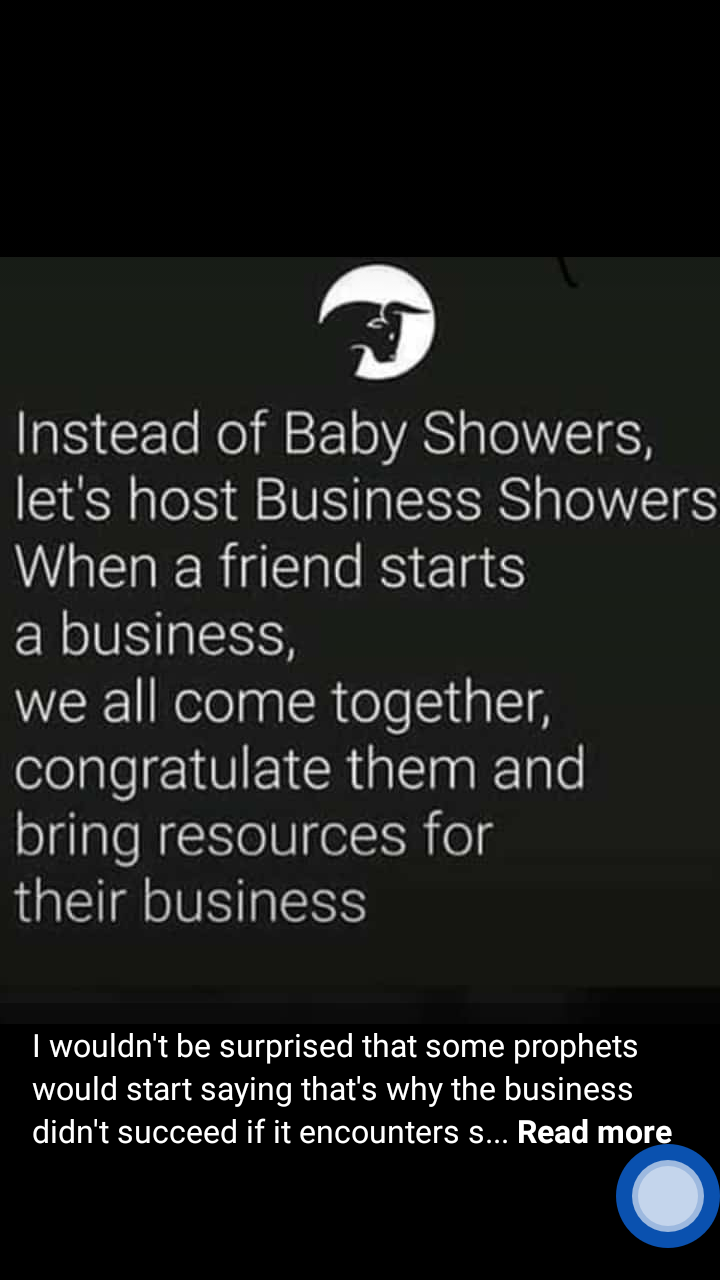 Instead of Baby Showers,
let's host Business Showers
When a friend starts
a business,
we all come together,
congratulate them and
bring resources for
their business
I wouldn't be surprised that some prophets
would start saying that's why the business
didn't succeed if it encounters s... Read more